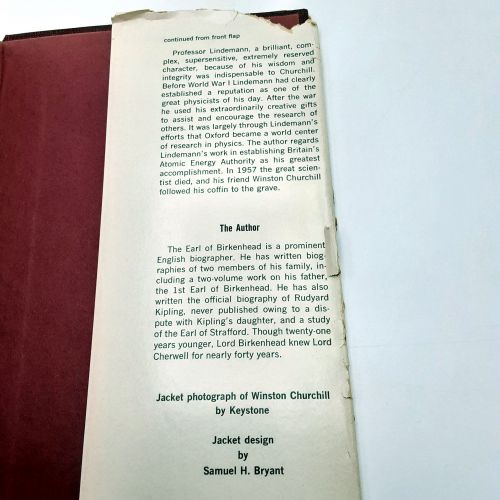 continued from front flap
Professor Lindemann, a brilliant, com-
plex, supersensitive, extremely reserved
character, because of his wisdom and
integrity was indispensable to Churchill.
Before World War I Lindemann had clearly
established a reputation as one of the
great physicists of his day. After the war
he used his extraordinarily creative gifts
to assist and encourage the research of
others. It was largely through Lindemann's
efforts that Oxford became a world center
of research in physics. The author regards
Lindemann's work in establishing Britain's
Atomic Energy Authority as his greatest
accomplishment. In 1957 the great scien-
tist died, and his friend Winston Churchill
followed his coffin to the grave.
The Author
The Earl of Birkenhead is a prominent
English biographer. He has written biog-
raphies of two members of his family, in-
cluding a two-volume work on his father,
the 1st Earl of Birkenhead. He has also
written the official biography of Rudyard
Kipling, never published owing to a dis-
pute with Kipling's daughter, and a study
of the Earl of Strafford. Though twenty-one
years younger, Lord Birkenhead knew Lord
Cherwell for nearly forty years.
Jacket photograph of Winston Churchill
by Keystone
Jacket design
by
Samuel H. Bryant